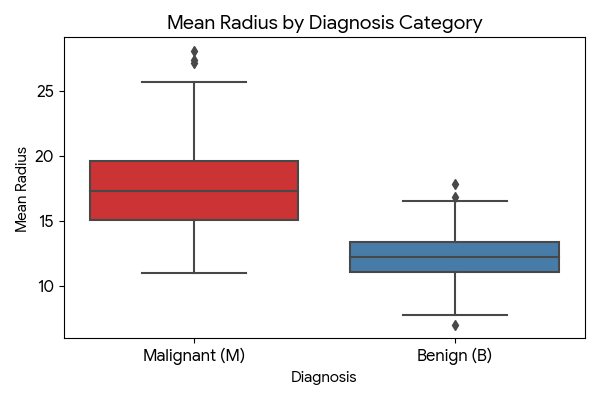 Mean Radius by Diagnosis Category
Mean Radius
25
20
15
10
Malignant (M)
Benign (B)
Diagnosis